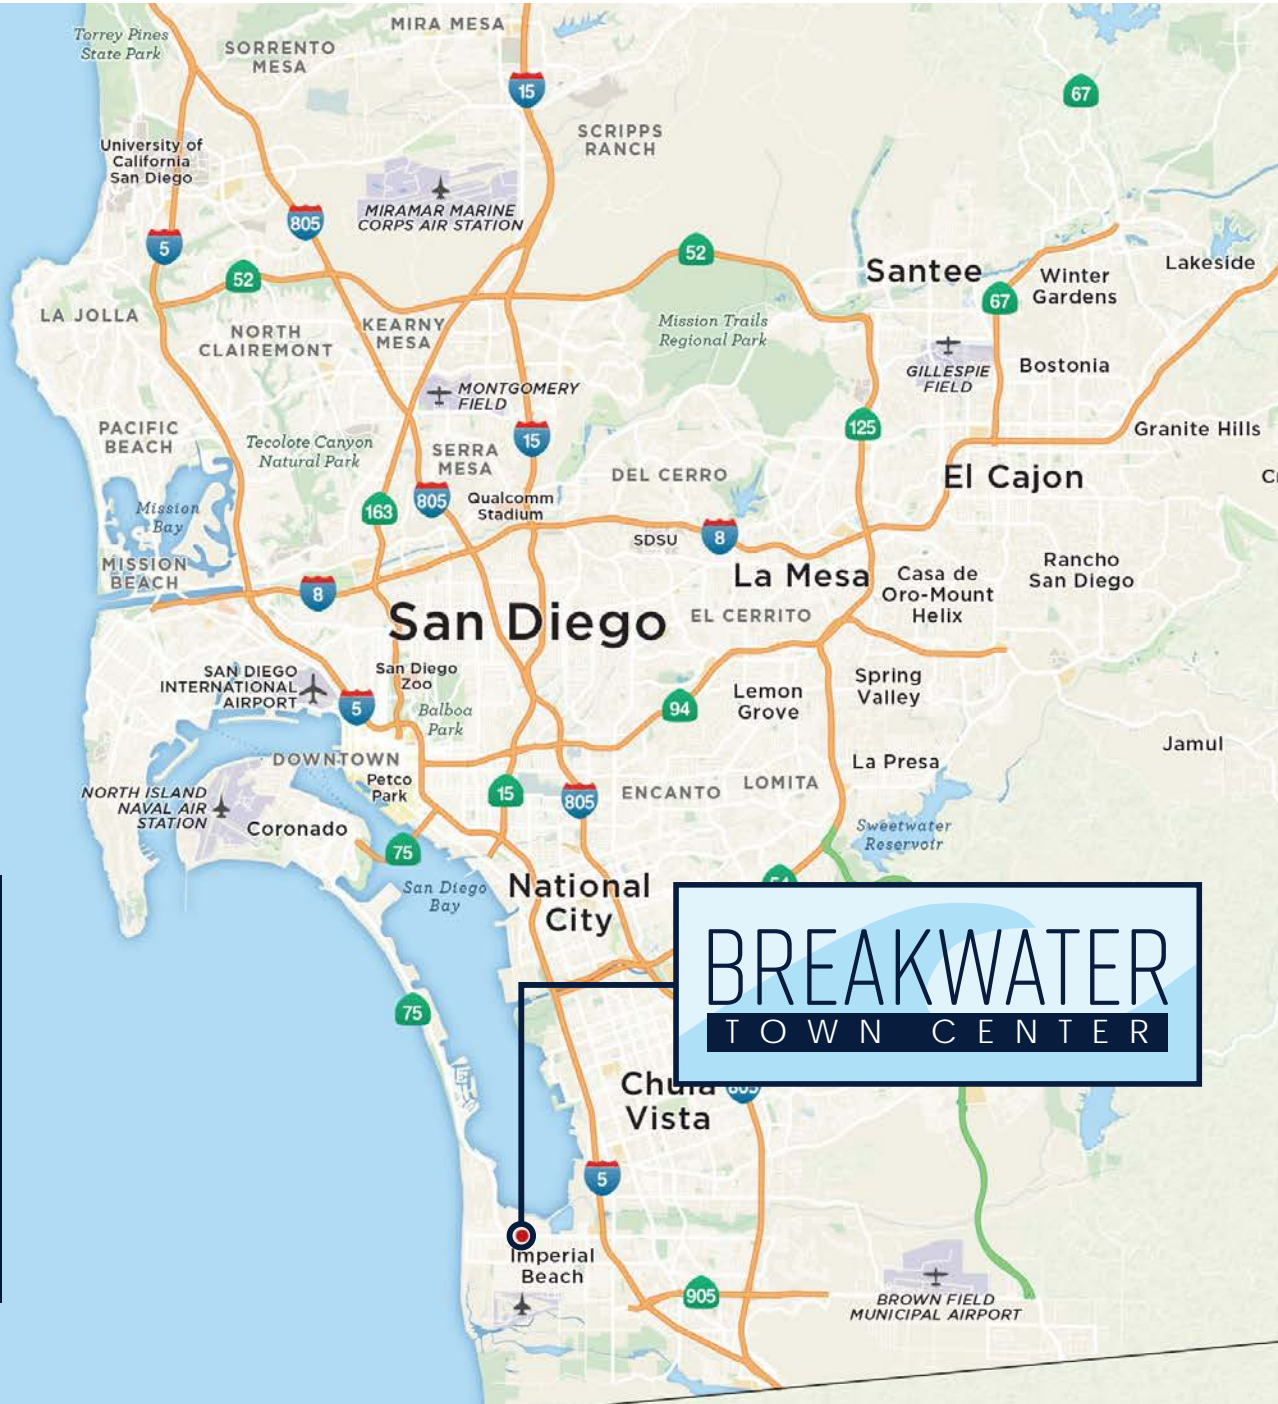 MIRA MESA
Torrey Pines
State Park
SORRENTO
MESA
15
67
SCRIPPS
RANCH
University of
California
San Diego
MIRAMAR MARINE
CORPS AIR STATION
805
5
52
52
Santee
Winter
Gardens
Lakeside
67
LA JOLLA
NORTH
CLAIREMONT
KEARNY
MESA
Mission Trails
Regional Park
GILLESPIE
FIELD
Bostonia
MONTGOMERY
FIELD
PACIFIC
BEACH
Tecolote Canyon
Natural Park
15
125
Granite Hills
SERRA
MESA
DEL CERRO
El Cajon
Mission
Bay
163
805
Qualcomm
Stadium
SDSU
8
MISSION
BEACH
8
La Mesa
Casa de
Oro-Mount
Helix
Rancho
San Diego
San Diego
EL CERRITO
SAN DIEGO
INTERNATIONAL
AIRPORT
San Diego
Zoo
5
Balboa
Park
94
Lemon
Grove
Spring
Valley
DOWNTOWN
Petco
Park
La Presa
Jamul
NORTH ISLAND
NAVAL AIR
STATION
15
805
ENCANTO
LOMITA
Coronado
75
Sweetwater
Reservoir
San Diego
Bay
National
City
54
BREAKWATER
TOWN CENTER
75
Chula
Vista
805
5
Imperial
Beach
905
BROWN FIELD
MUNICIPAL AIRPORT